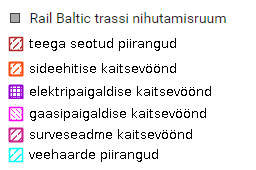 Rail Baltic trassi nihutamisruum
teega seotud piirangud
sideehitise kaitsevöönd
elektripaigaldise kaitsevöönd
gaasipaigaldise kaitsevöönd
surveseadme kaitsevöönd
veehaarde piirangud